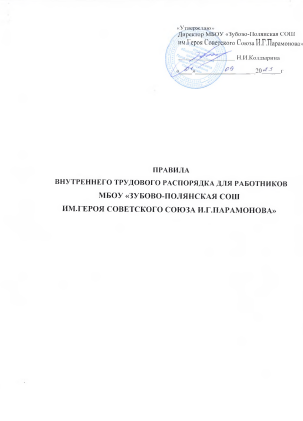 «Утверждаю»
Директор МБОУ «Зубово-Полянская СОШ
им.Героя Советского Союза И.Г.Парамонова»
Н.И.Колдырина
20 г
ПРАВИЛА
ВНУТРЕННЕГО ТРУДОВОГО РАСПОРЯДКА ДЛЯ РАБОТНИКОВ
МБОУ «ЗУБОВО-ПОЛЯНСКАЯ СОШ
ИМ.ГЕРОЯ СОВЕТСКОГО СОЮЗА И.Г.ПАРАМОНОВА»